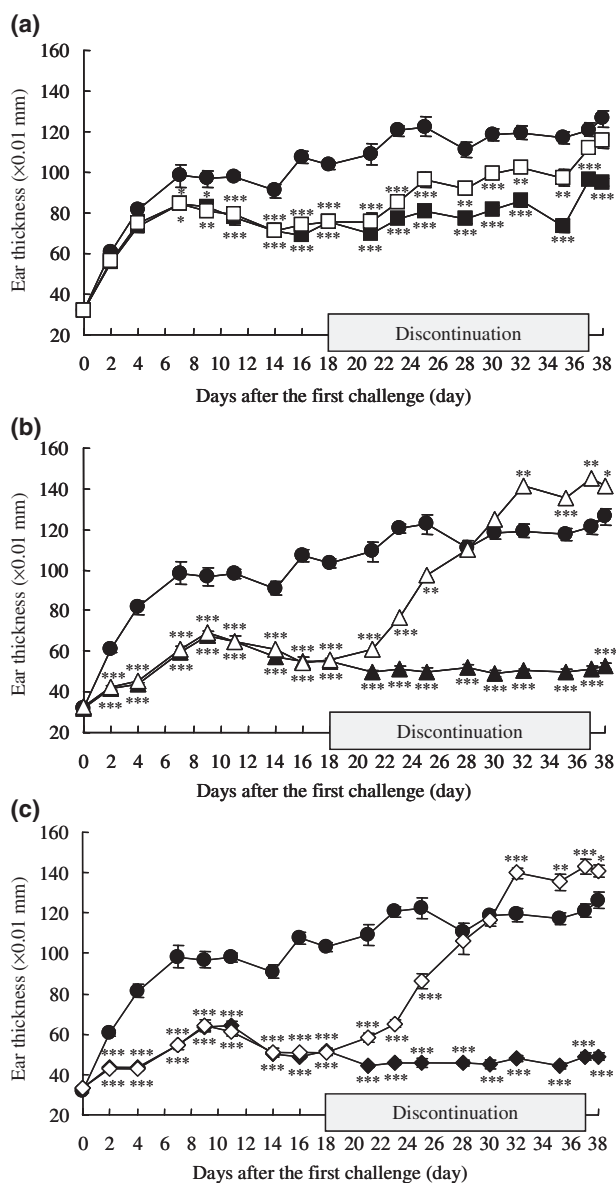 (a)
160
140
120
100
80
60
40
20
Ear thickness (×0.01 mm)
* * *** *** *** *** *** *** *** ** *** ** ** ***
* ** *** *** *** *** *** *** *** *** *** *** *** ***
Discontinuation
0 2 4 6 8 10 12 14 16 18 20 22 24 26 28 30 32 34 36 38
Days after the first challenge (day)
(b)
160
140
120
100
80
60
40
20
Ear thickness (×0.01 mm)
*** *** *** *** *** *** *** *** *** *** ** ** *** ** *
*** *** *** *** *** *** *** *** *** *** *** *** *** *** *** *** ***
Discontinuation
0 2 4 6 8 10 12 14 16 18 20 22 24 26 28 30 32 34 36 38
Days after the first challenge (day)
(c)
160
140
120
100
80
60
40
20
Ear thickness (×0.01 mm)
*** *** *** *** *** *** *** *** *** *** *** *** ** *** *
*** *** *** *** *** *** *** *** *** *** *** *** *** *** *** *** ***
Discontinuation
0 2 4 6 8 10 12 14 16 18 20 22 24 26 28 30 32 34 36 38
Days after the first challenge (day)